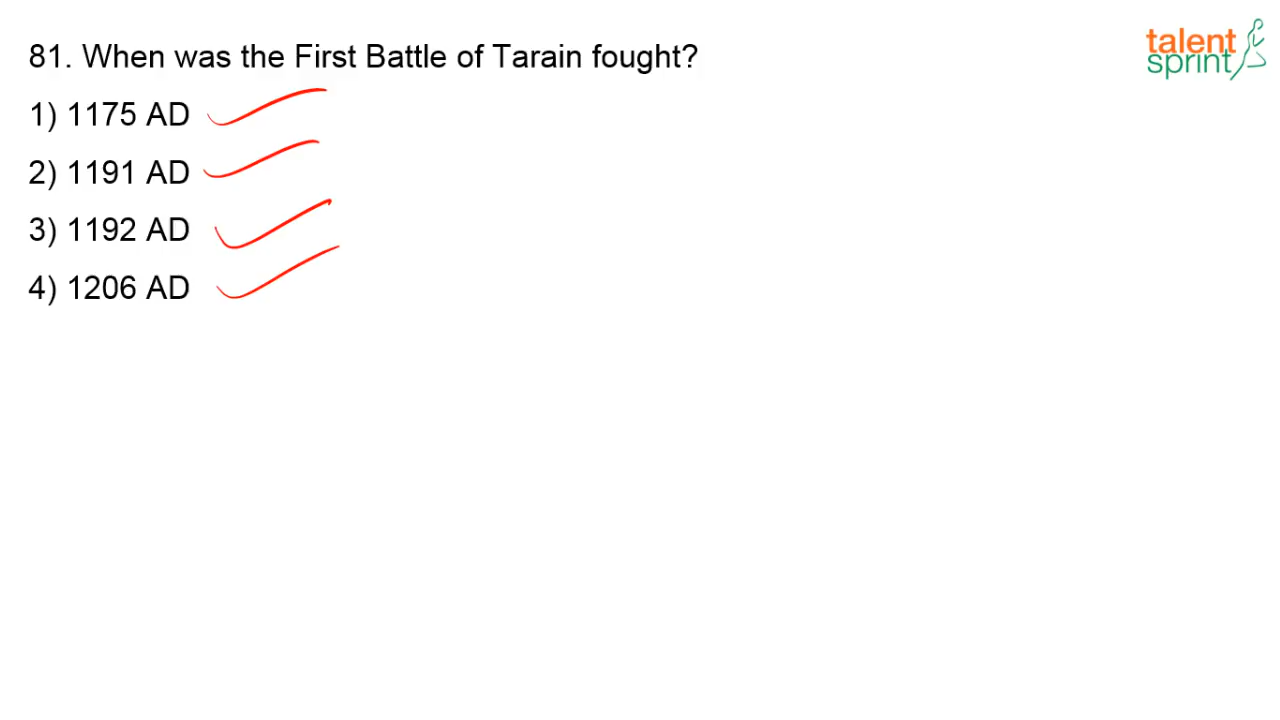 81. When was the First Battle of Tarain fought?
talent
sprint
1) 1175 AD
2) 1191 AD
3) 1192 AD
4) 1206 AD